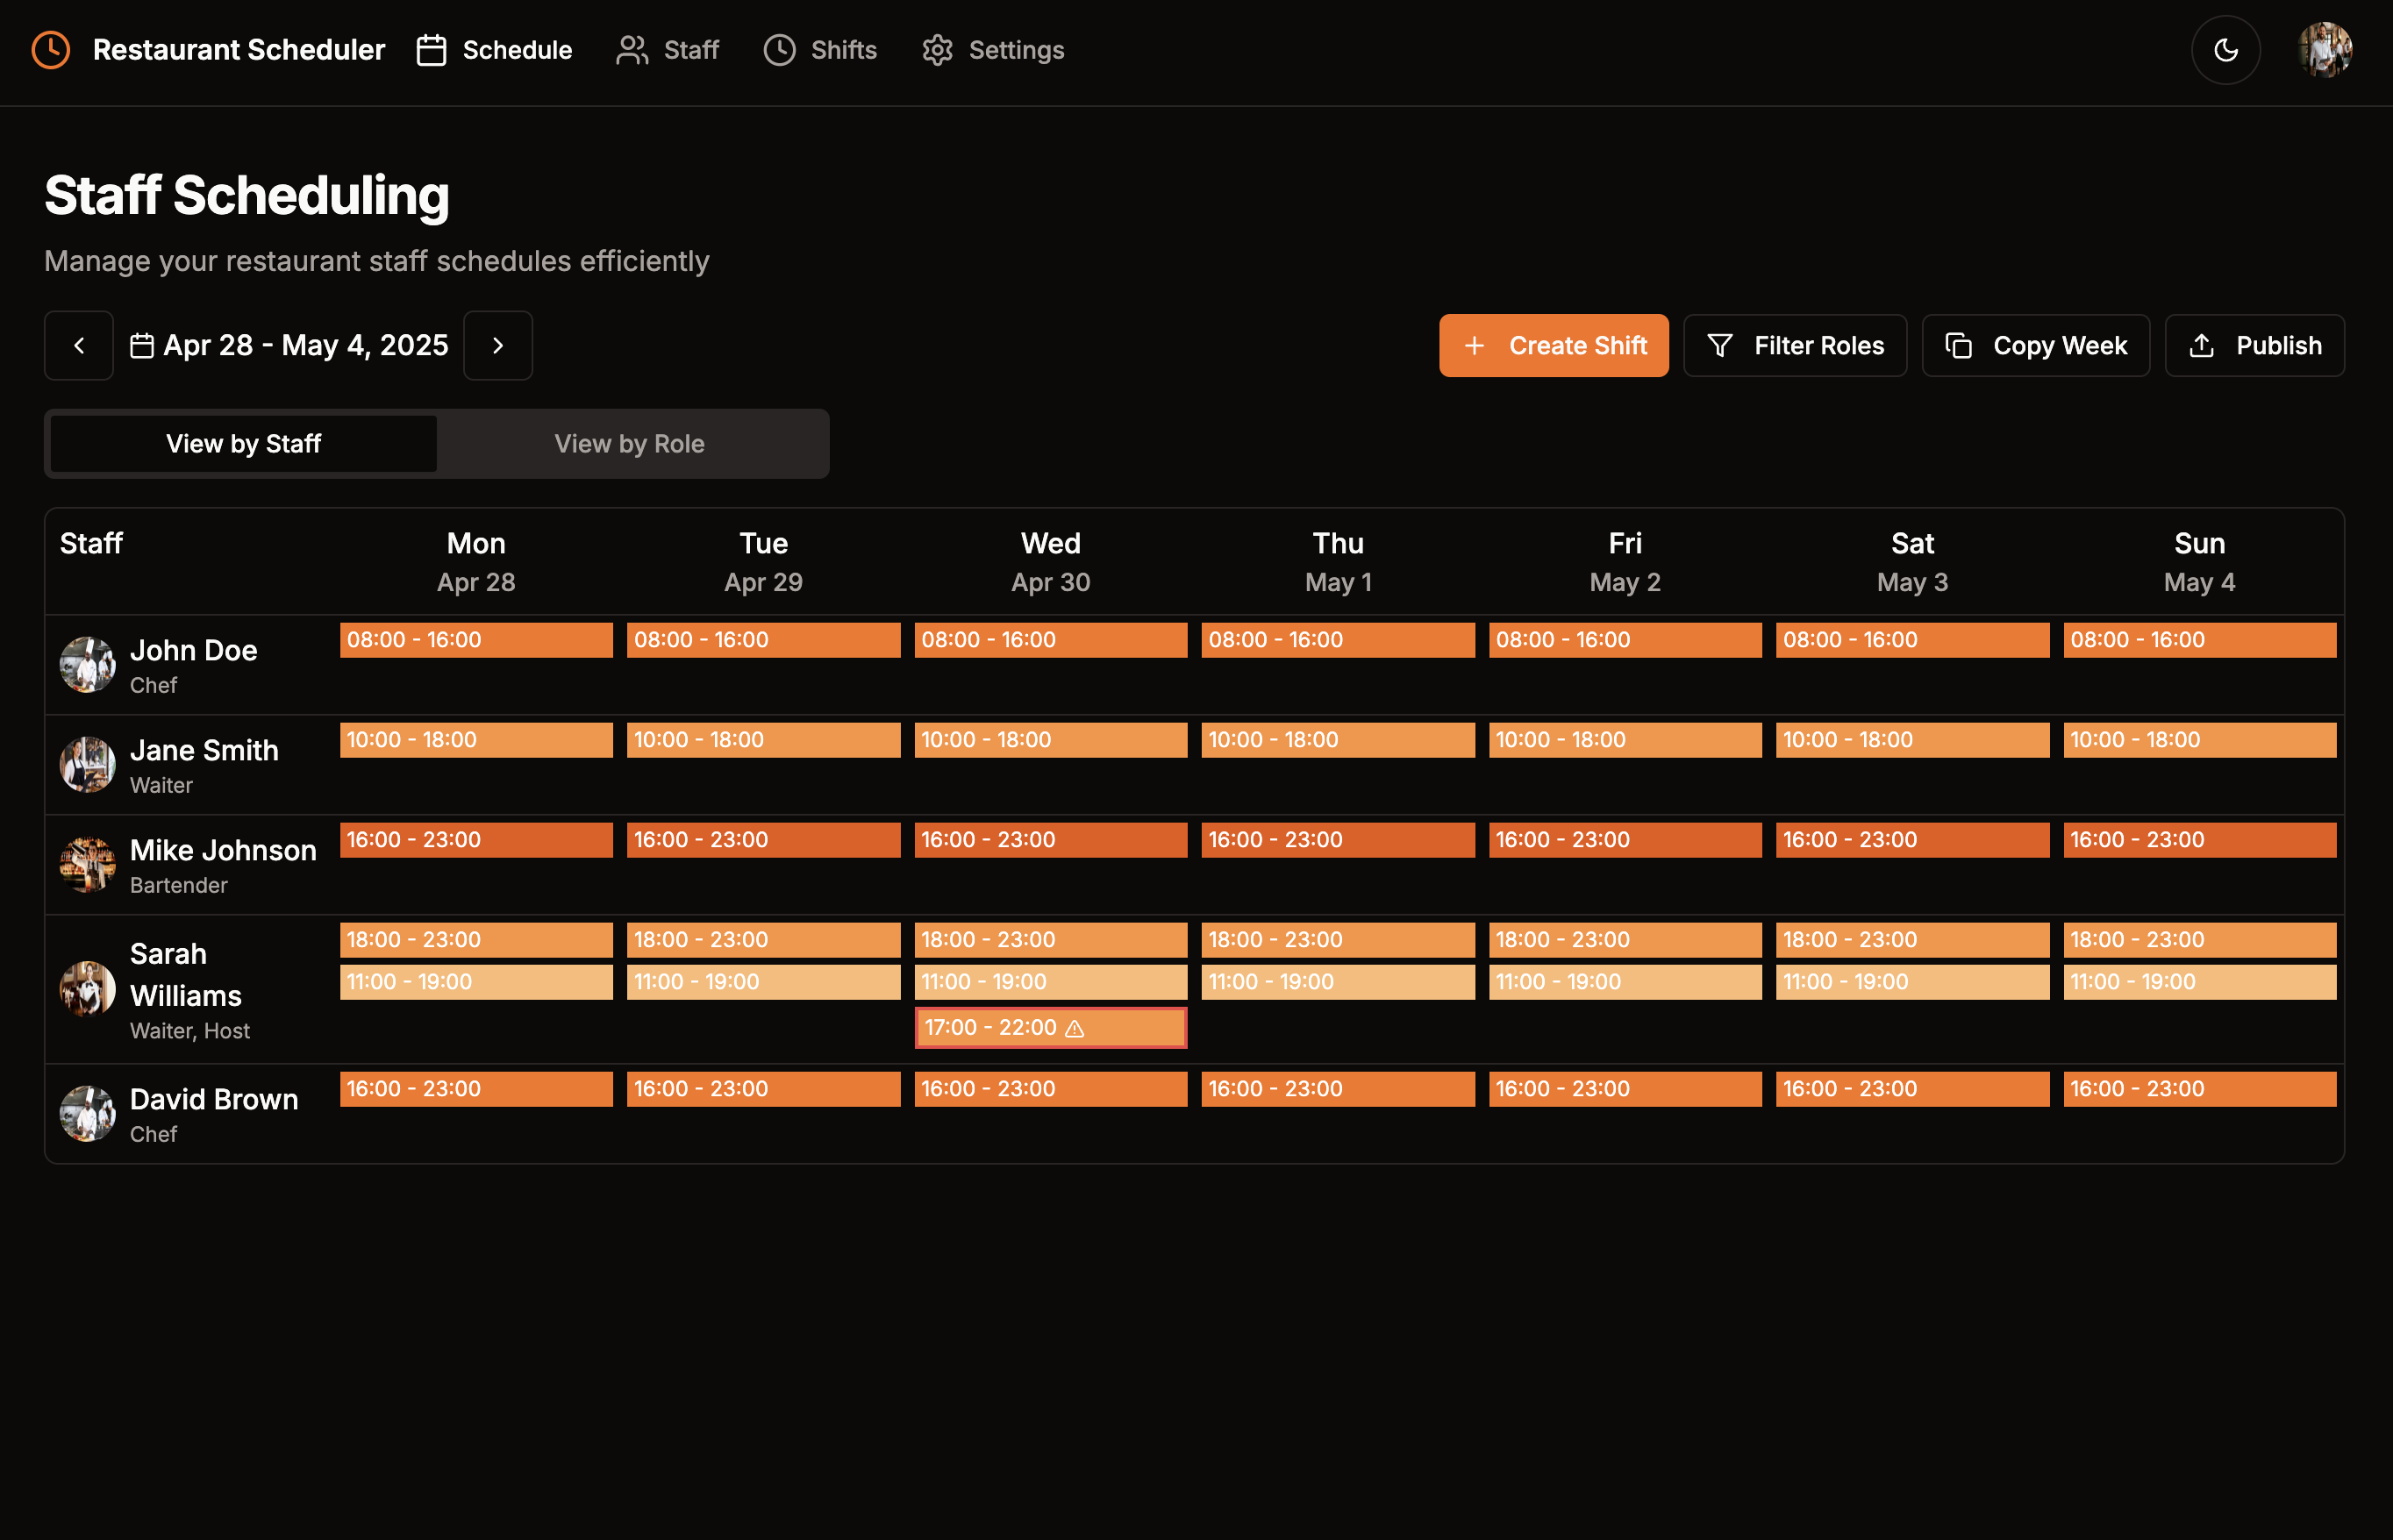 Restaurant Scheduler Schedule Staff Shifts Settings
Staff Scheduling
Manage your restaurant staff schedules efficiently
Apr 28 - May 4, 2025 Create Shift Filter Roles Copy Week Publish
View by Staff View by Role
Staff Mon Tue Wed Thu Fri Sat Sun
Apr 28 Apr 29 Apr 30 May 1 May 2 May 3 May 4
John Doe 08:00 - 16:00 08:00 - 16:00 08:00 - 16:00 08:00 - 16:00 08:00 - 16:00 08:00 - 16:00 08:00 - 16:00
Chef
Jane Smith 10:00 - 18:00 10:00 - 18:00 10:00 - 18:00 10:00 - 18:00 10:00 - 18:00 10:00 - 18:00 10:00 - 18:00
Waiter
Mike Johnson 16:00 - 23:00 16:00 - 23:00 16:00 - 23:00 16:00 - 23:00 16:00 - 23:00 16:00 - 23:00 16:00 - 23:00
Bartender
Sarah 18:00 - 23:00 18:00 - 23:00 18:00 - 23:00 18:00 - 23:00 18:00 - 23:00 18:00 - 23:00 18:00 - 23:00
Williams 11:00 - 19:00 11:00 - 19:00 11:00 - 19:00 11:00 - 19:00 11:00 - 19:00 11:00 - 19:00 11:00 - 19:00
Waiter, Host 17:00 - 22:00
David Brown 16:00 - 23:00 16:00 - 23:00 16:00 - 23:00 16:00 - 23:00 16:00 - 23:00 16:00 - 23:00 16:00 - 23:00
Chef